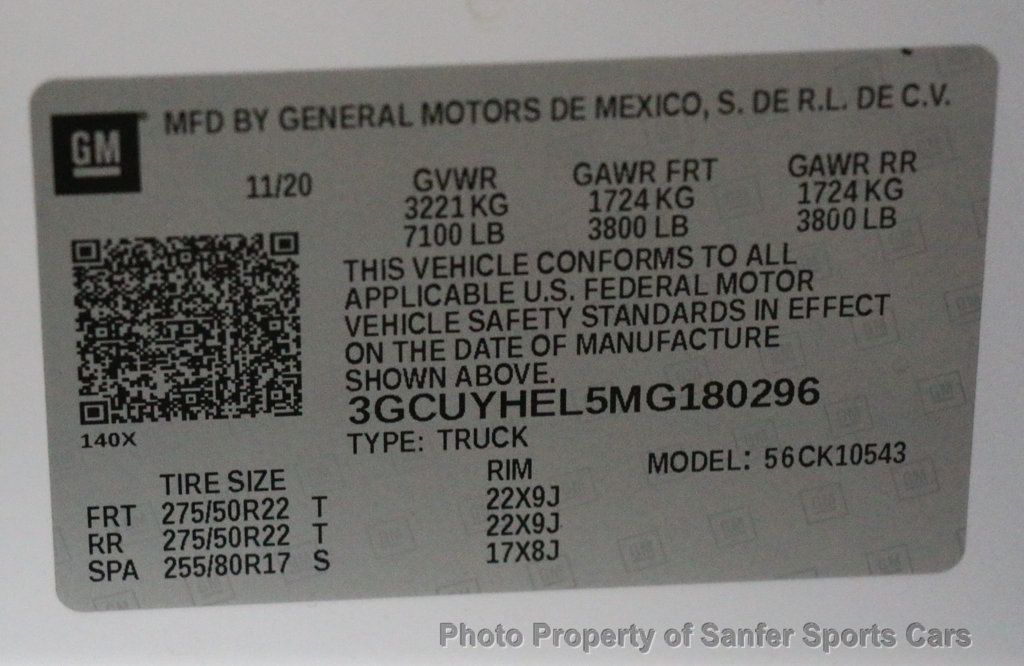 GM MFD BY GENERAL MOTORS DE MEXICO, S. DE R.L. DE C.V.
11/20 GVWR GAWR FRT GAWR RR
3221 KG 1724 KG 1724 KG
7100 LB 3800 LB 3800 LB
THIS VEHICLE CONFORMS TO ALL
APPLICABLE U.S. FEDERAL MOTOR
VEHICLE SAFETY STANDARDS IN EFFECT
ON THE DATE OF MANUFACTURE
SHOWN ABOVE.
3GCUYHEL5MG180296
140X
TYPE: TRUCK
TIRE SIZE RIM MODEL: 56CK10543
FRT 275/50R22 T 22X9J
RR 275/50R22 T 22X9J
SPA 255/80R17 S 17X8J
Photo Property of Sanfer Sports Cars